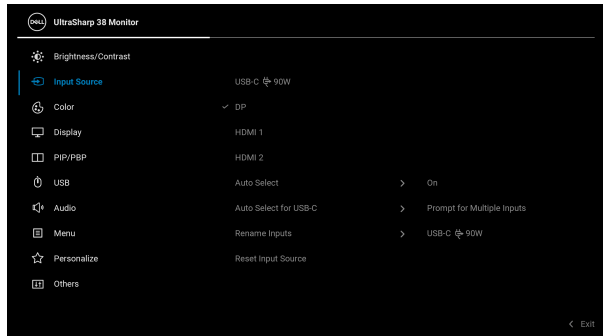 DELL UltraSharp 38 Monitor
Brightness/Contrast
Input Source USB-C 90W
Color DP
Display HDMI 1
PIP/PBP HDMI 2
USB Auto Select On
Audio Auto Select for USB-C Prompt for Multiple Inputs
Menu Rename Inputs USB-C 90W
Personalize Reset Input Source
Others
Exit